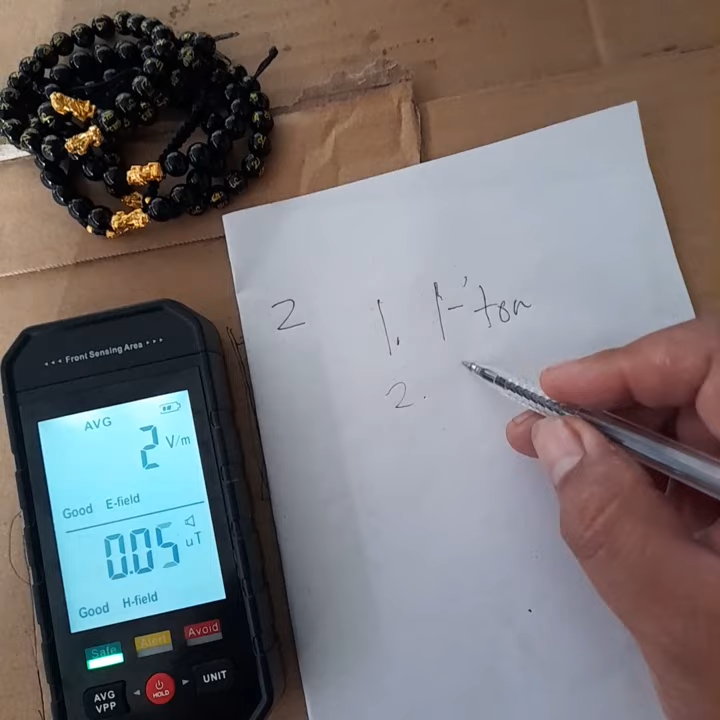 Front Sensing Area
AVG
2 V/m
Good E-field
0.05 uT
Good H-field
Safe Alert Avoid
AVG
VPP
HOLD
UNIT
2
1.
2.